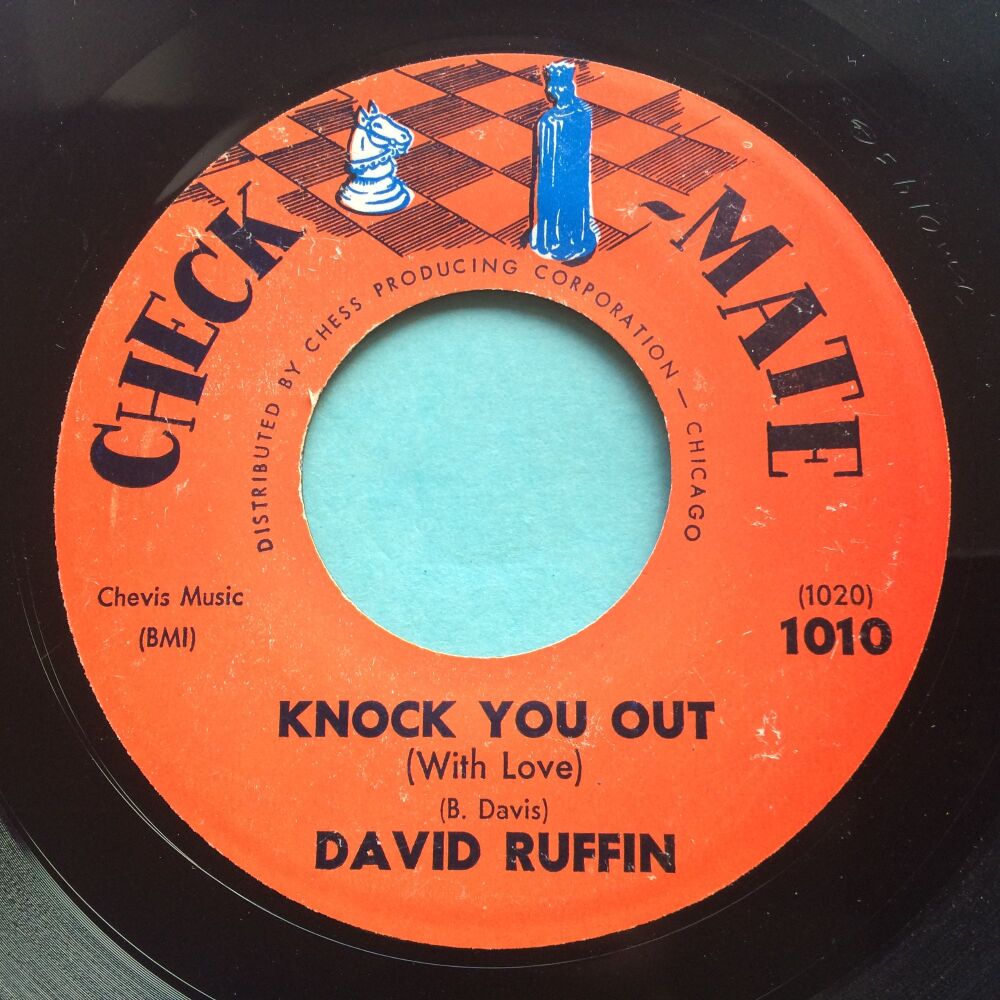 CHECK-MATE
DISTRIBUTED BY CHESS PRODUCING CORPORATION — CHICAGO
Chevis Music
(BMI)
(1020)
1010
KNOCK YOU OUT
(With Love)
(B. Davis)
DAVID RUFFIN